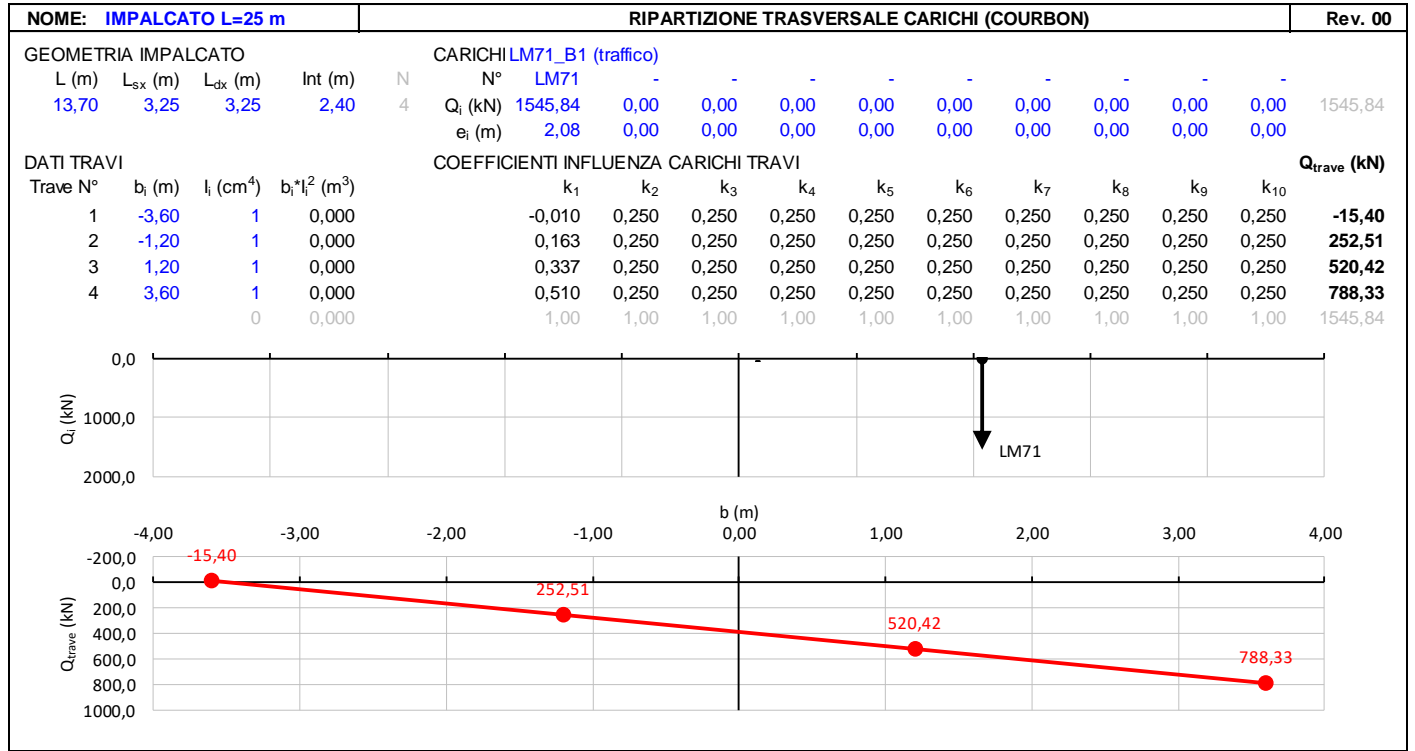 NOME: IMPALCATO L=25 m RIPARTIZIONE TRASVERSALE CARICHI (COURBON) Rev. 00
GEOMETRIA IMPALCATO CARICHI LM71_B1 (traffico)
L (m) Lsx (m) Ldx (m) Int (m) N N° LM71 - - - - - - - - -
13,70 3,25 3,25 2,40 4 Qi (kN) 1545,84 0,00 0,00 0,00 0,00 0,00 0,00 0,00 0,00 0,00 1545,84
ei (m) 2,08 0,00 0,00 0,00 0,00 0,00 0,00 0,00 0,00 0,00
DATI TRAVI COEFFICIENTI INFLUENZA CARICHI TRAVI Qtrave (kN)
Trave N° bi (m) Ii (cm⁴) bi*Ii² (m³) k1 k2 k3 k4 k5 k6 k7 k8 k9 k10
1 -3,60 1 0,000 -0,010 0,250 0,250 0,250 0,250 0,250 0,250 0,250 0,250 0,250 -15,40
2 -1,20 1 0,000 0,163 0,250 0,250 0,250 0,250 0,250 0,250 0,250 0,250 0,250 252,51
3 1,20 1 0,000 0,337 0,250 0,250 0,250 0,250 0,250 0,250 0,250 0,250 0,250 520,42
4 3,60 1 0,000 0,510 0,250 0,250 0,250 0,250 0,250 0,250 0,250 0,250 0,250 788,33
0 0,000 1,00 1,00 1,00 1,00 1,00 1,00 1,00 1,00 1,00 1,00 1545,84
0,0
1000,0
2000,0
Qi (kN)
-
LM71
b (m)
-4,00 -3,00 -2,00 -1,00 0,00 1,00 2,00 3,00 4,00
-200,0
0,0
200,0
400,0
600,0
800,0
1000,0
Qtrave (kN)
-15,40
252,51
520,42
788,33